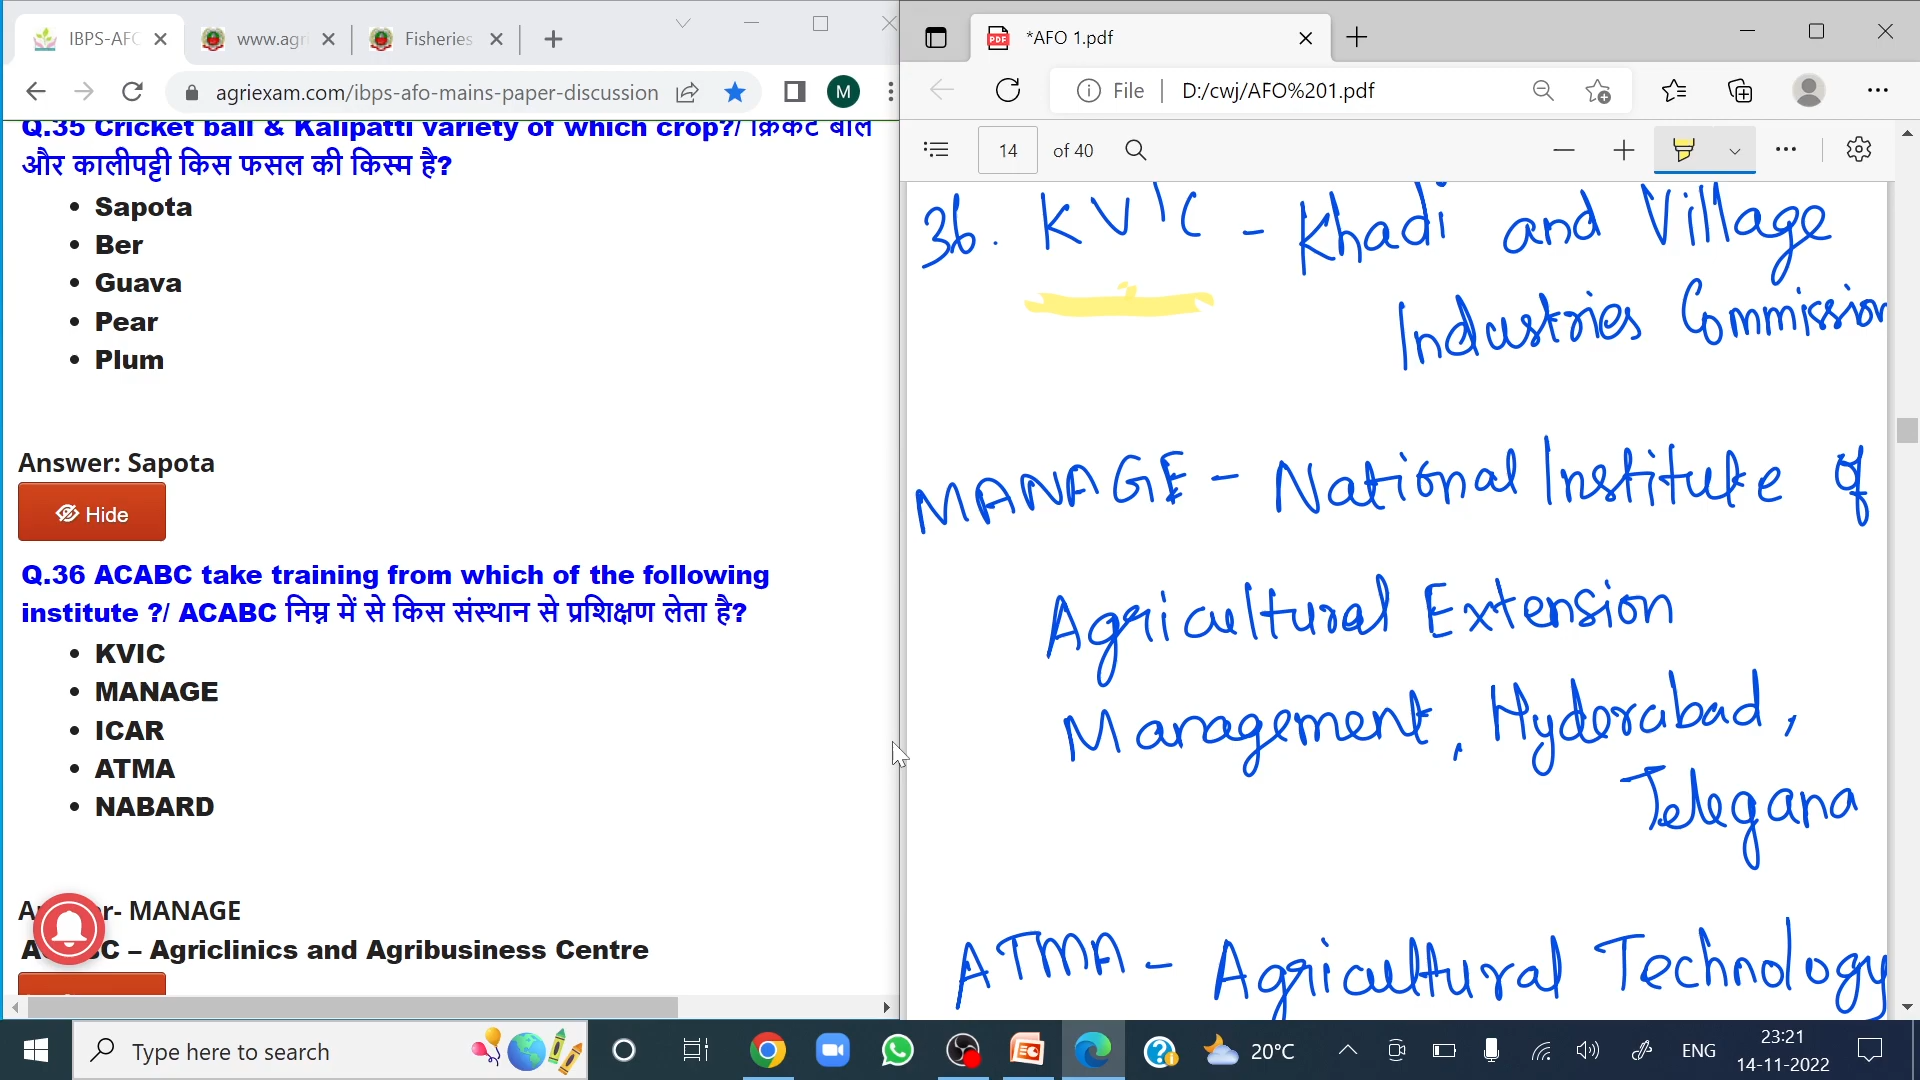 IBPS-AFC
www.agr
Fisheries
agriexam.com/ibps-afo-mains-paper-discussion
M
Q.35 Cricket ball & Kalipatti variety of which crop?/ क्रिकेट बॉल
और कालीपट्टी किस फसल की किस्म है?
Sapota
Ber
Guava
Pear
Plum
Answer: Sapota
Hide
Q.36 ACABC take training from which of the following
institute ?/ ACABC निम्न में से किस संस्थान से प्रशिक्षण लेता है?
KVIC
MANAGE
ICAR
ATMA
NABARD
r- MANAGE
C – Agriclinics and Agribusiness Centre
*AFO 1.pdf
File
D:/cwj/AFO%201.pdf
14 of 40
36. KVIC - Khadi and Village
Industries Commission
MANAGE - National Institute of
Agricultural Extension
Management, Hyderabad,
Telegana
ATMA - Agricultural Technology
Type here to search
20°C
ENG
23:21
14-11-2022